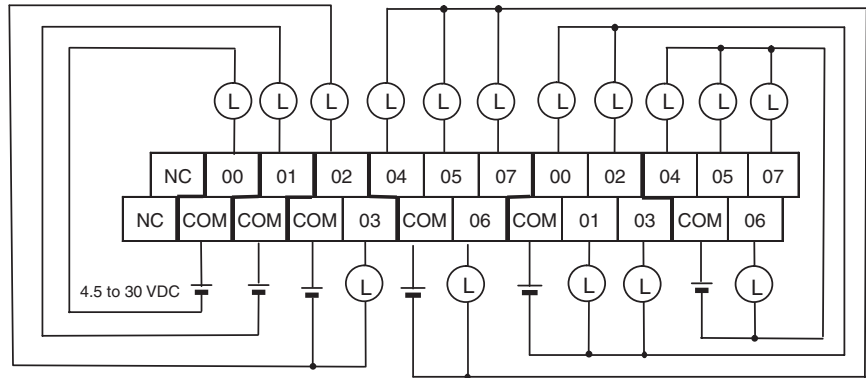 L L L L L L L L L L L
NC 00 01 02 04 05 07 00 02 04 05 07
NC COM COM COM 03 COM 06 COM 01 03 COM 06
4.5 to 30 VDC L L L L L